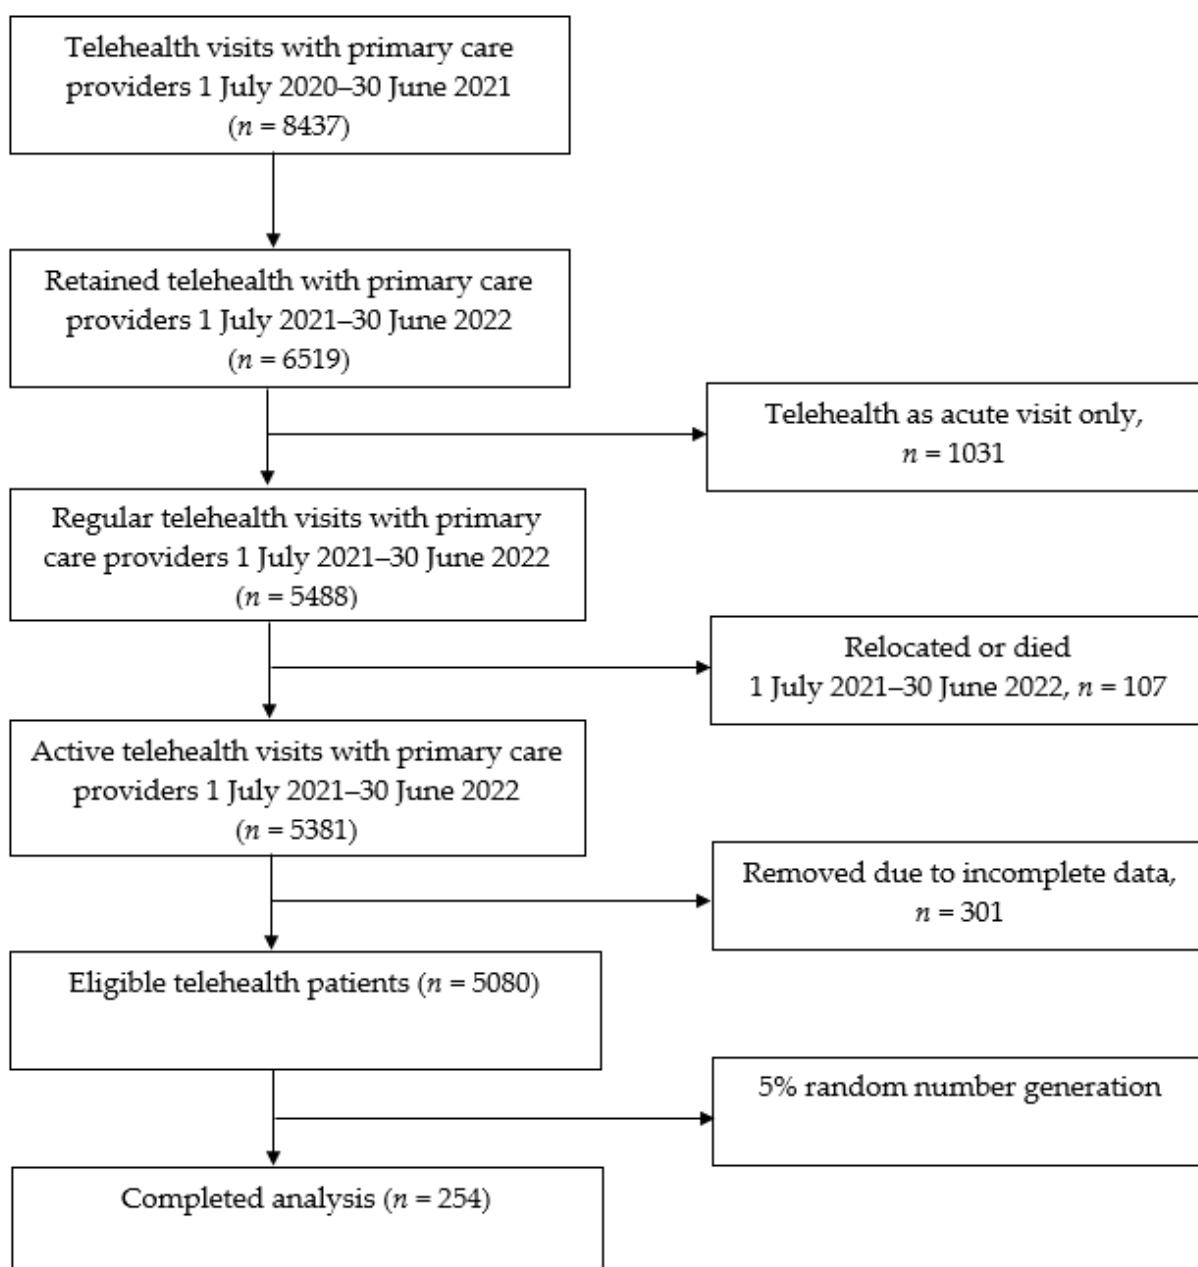 Telehealth visits with primary care
providers 1 July 2020–30 June 2021
(n = 8437)
Retained telehealth with primary care
providers 1 July 2021–30 June 2022
(n = 6519)
Telehealth as acute visit only,
n = 1031
Regular telehealth visits with primary
care providers 1 July 2021–30 June 2022
(n = 5488)
Relocated or died
1 July 2021–30 June 2022, n = 107
Active telehealth visits with primary care
providers 1 July 2021–30 June 2022
(n = 5381)
Removed due to incomplete data,
n = 301
Eligible telehealth patients (n = 5080)
5% random number generation
Completed analysis (n = 254)